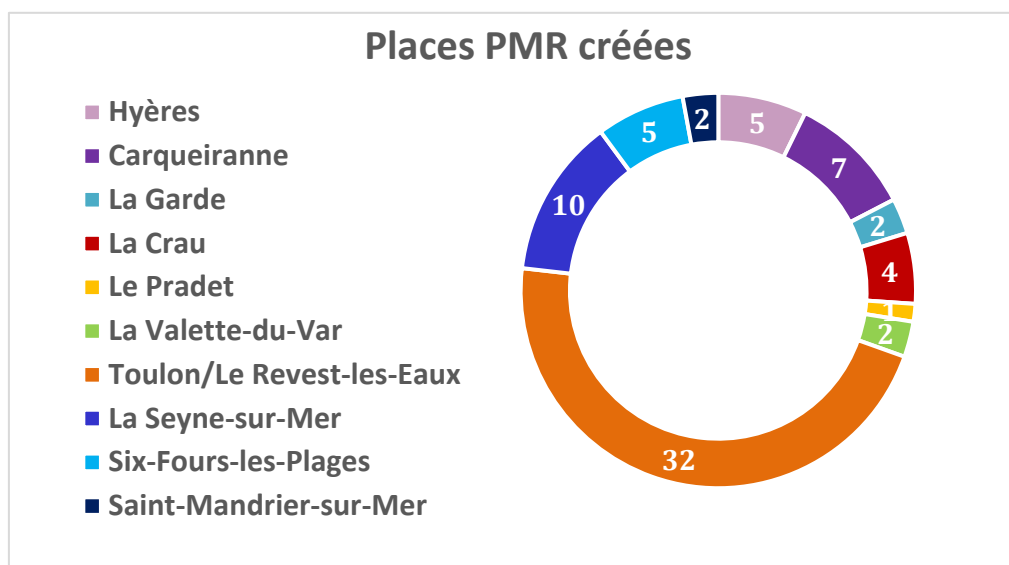 Places PMR créées
Hyères
Carqueiranne
La Garde
La Crau
Le Pradet
La Valette-du-Var
Toulon/Le Revest-les-Eaux
La Seyne-sur-Mer
Six-Fours-les-Plages
Saint-Mandrier-sur-Mer
5
7
2
4
1
2
32
10
5
2